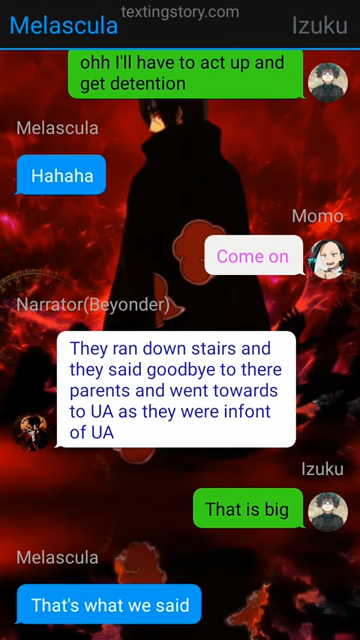 textingstory.com
Melascula
Izuku
ohh I'll have to act up and
get detention
Melascula
Hahaha
Momo
Come on
Narrator(Beyonder)
They ran down stairs and
they said goodbye to there
parents and went towards
to UA as they were infont
of UA
Izuku
That is big
Melascula
That's what we said